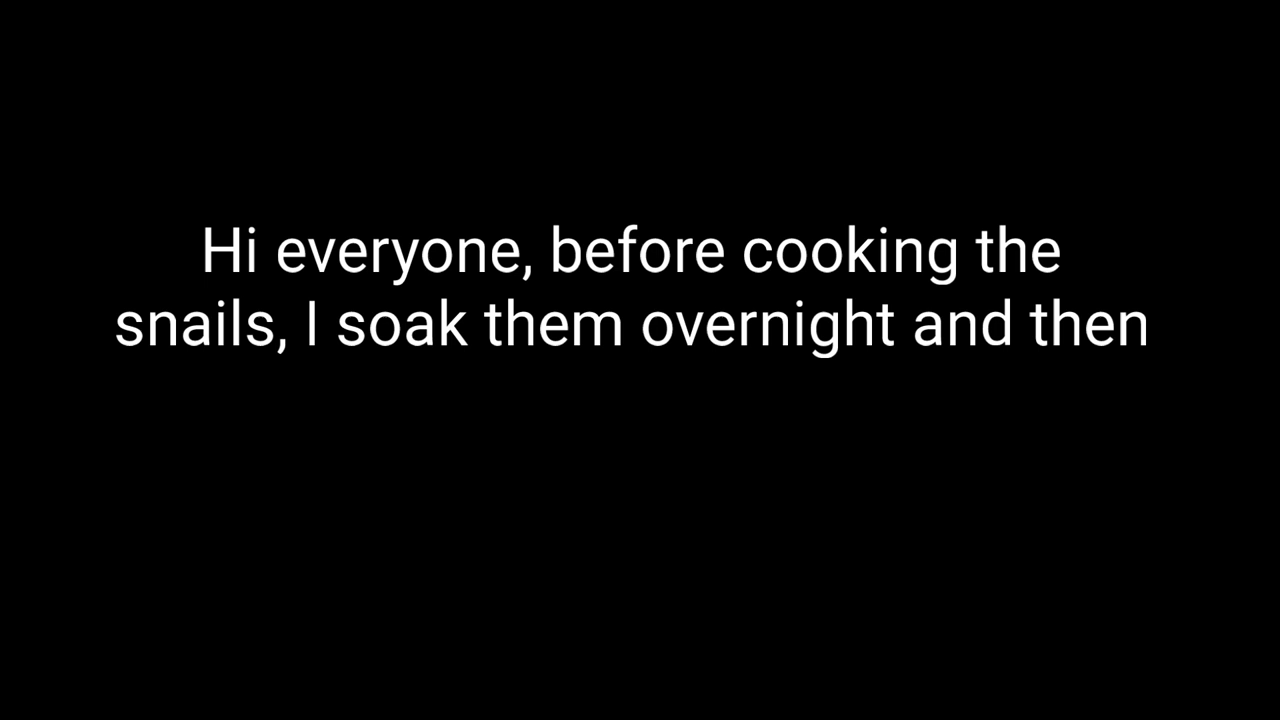 Hi everyone, before cooking the
snails, I soak them overnight and then